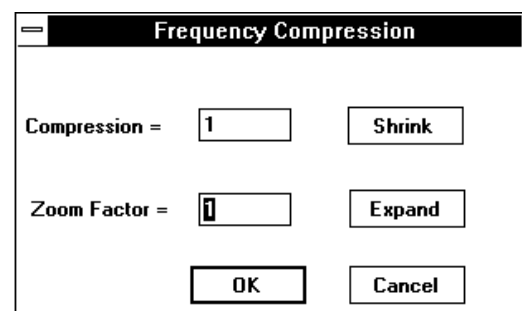 Frequency Compression
Compression = 1 Shrink
Zoom Factor = 1 Expand
OK Cancel